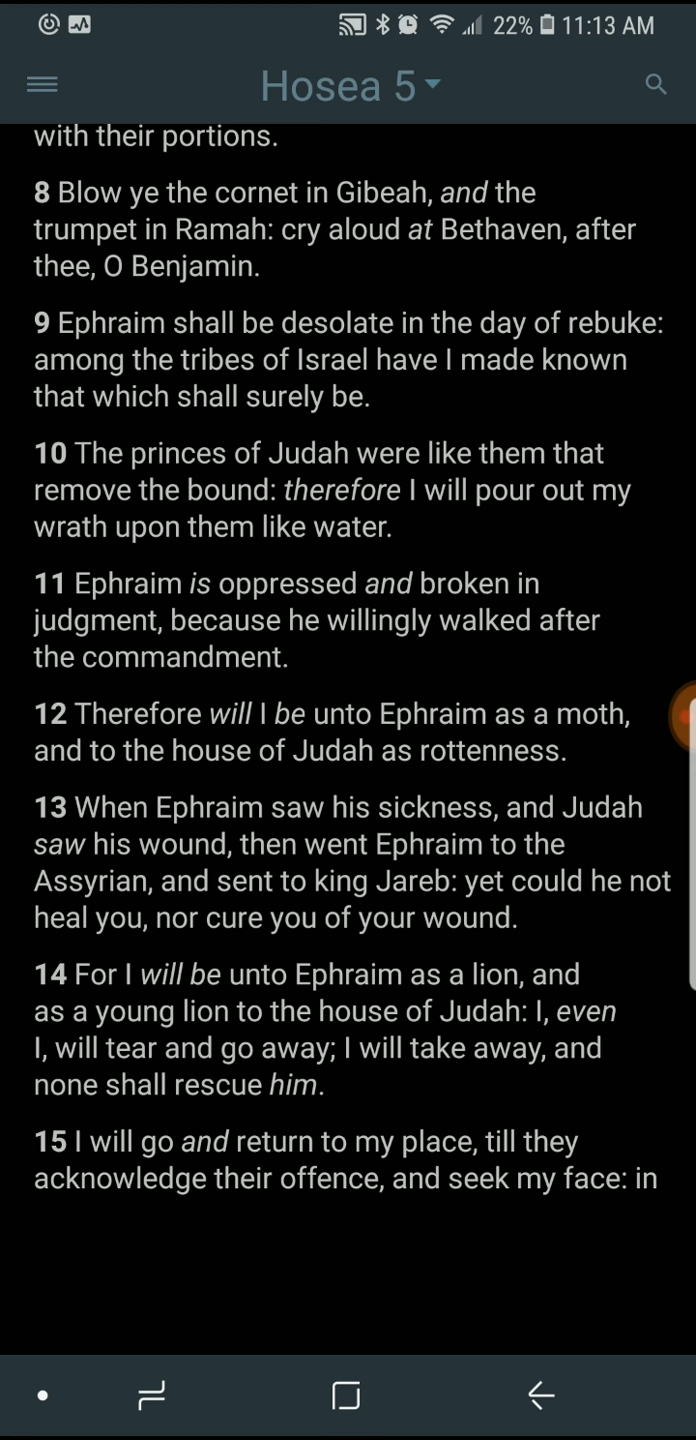 22% 11:13 AM
Hosea 5
with their portions.
8 Blow ye the cornet in Gibeah, and the
trumpet in Ramah: cry aloud at Bethaven, after
thee, O Benjamin.
9 Ephraim shall be desolate in the day of rebuke:
among the tribes of Israel have I made known
that which shall surely be.
10 The princes of Judah were like them that
remove the bound: therefore I will pour out my
wrath upon them like water.
11 Ephraim is oppressed and broken in
judgment, because he willingly walked after
the commandment.
12 Therefore will I be unto Ephraim as a moth,
and to the house of Judah as rottenness.
13 When Ephraim saw his sickness, and Judah
saw his wound, then went Ephraim to the
Assyrian, and sent to king Jareb: yet could he not
heal you, nor cure you of your wound.
14 For I will be unto Ephraim as a lion, and
as a young lion to the house of Judah: I, even
I, will tear and go away; I will take away, and
none shall rescue him.
15 I will go and return to my place, till they
acknowledge their offence, and seek my face: in